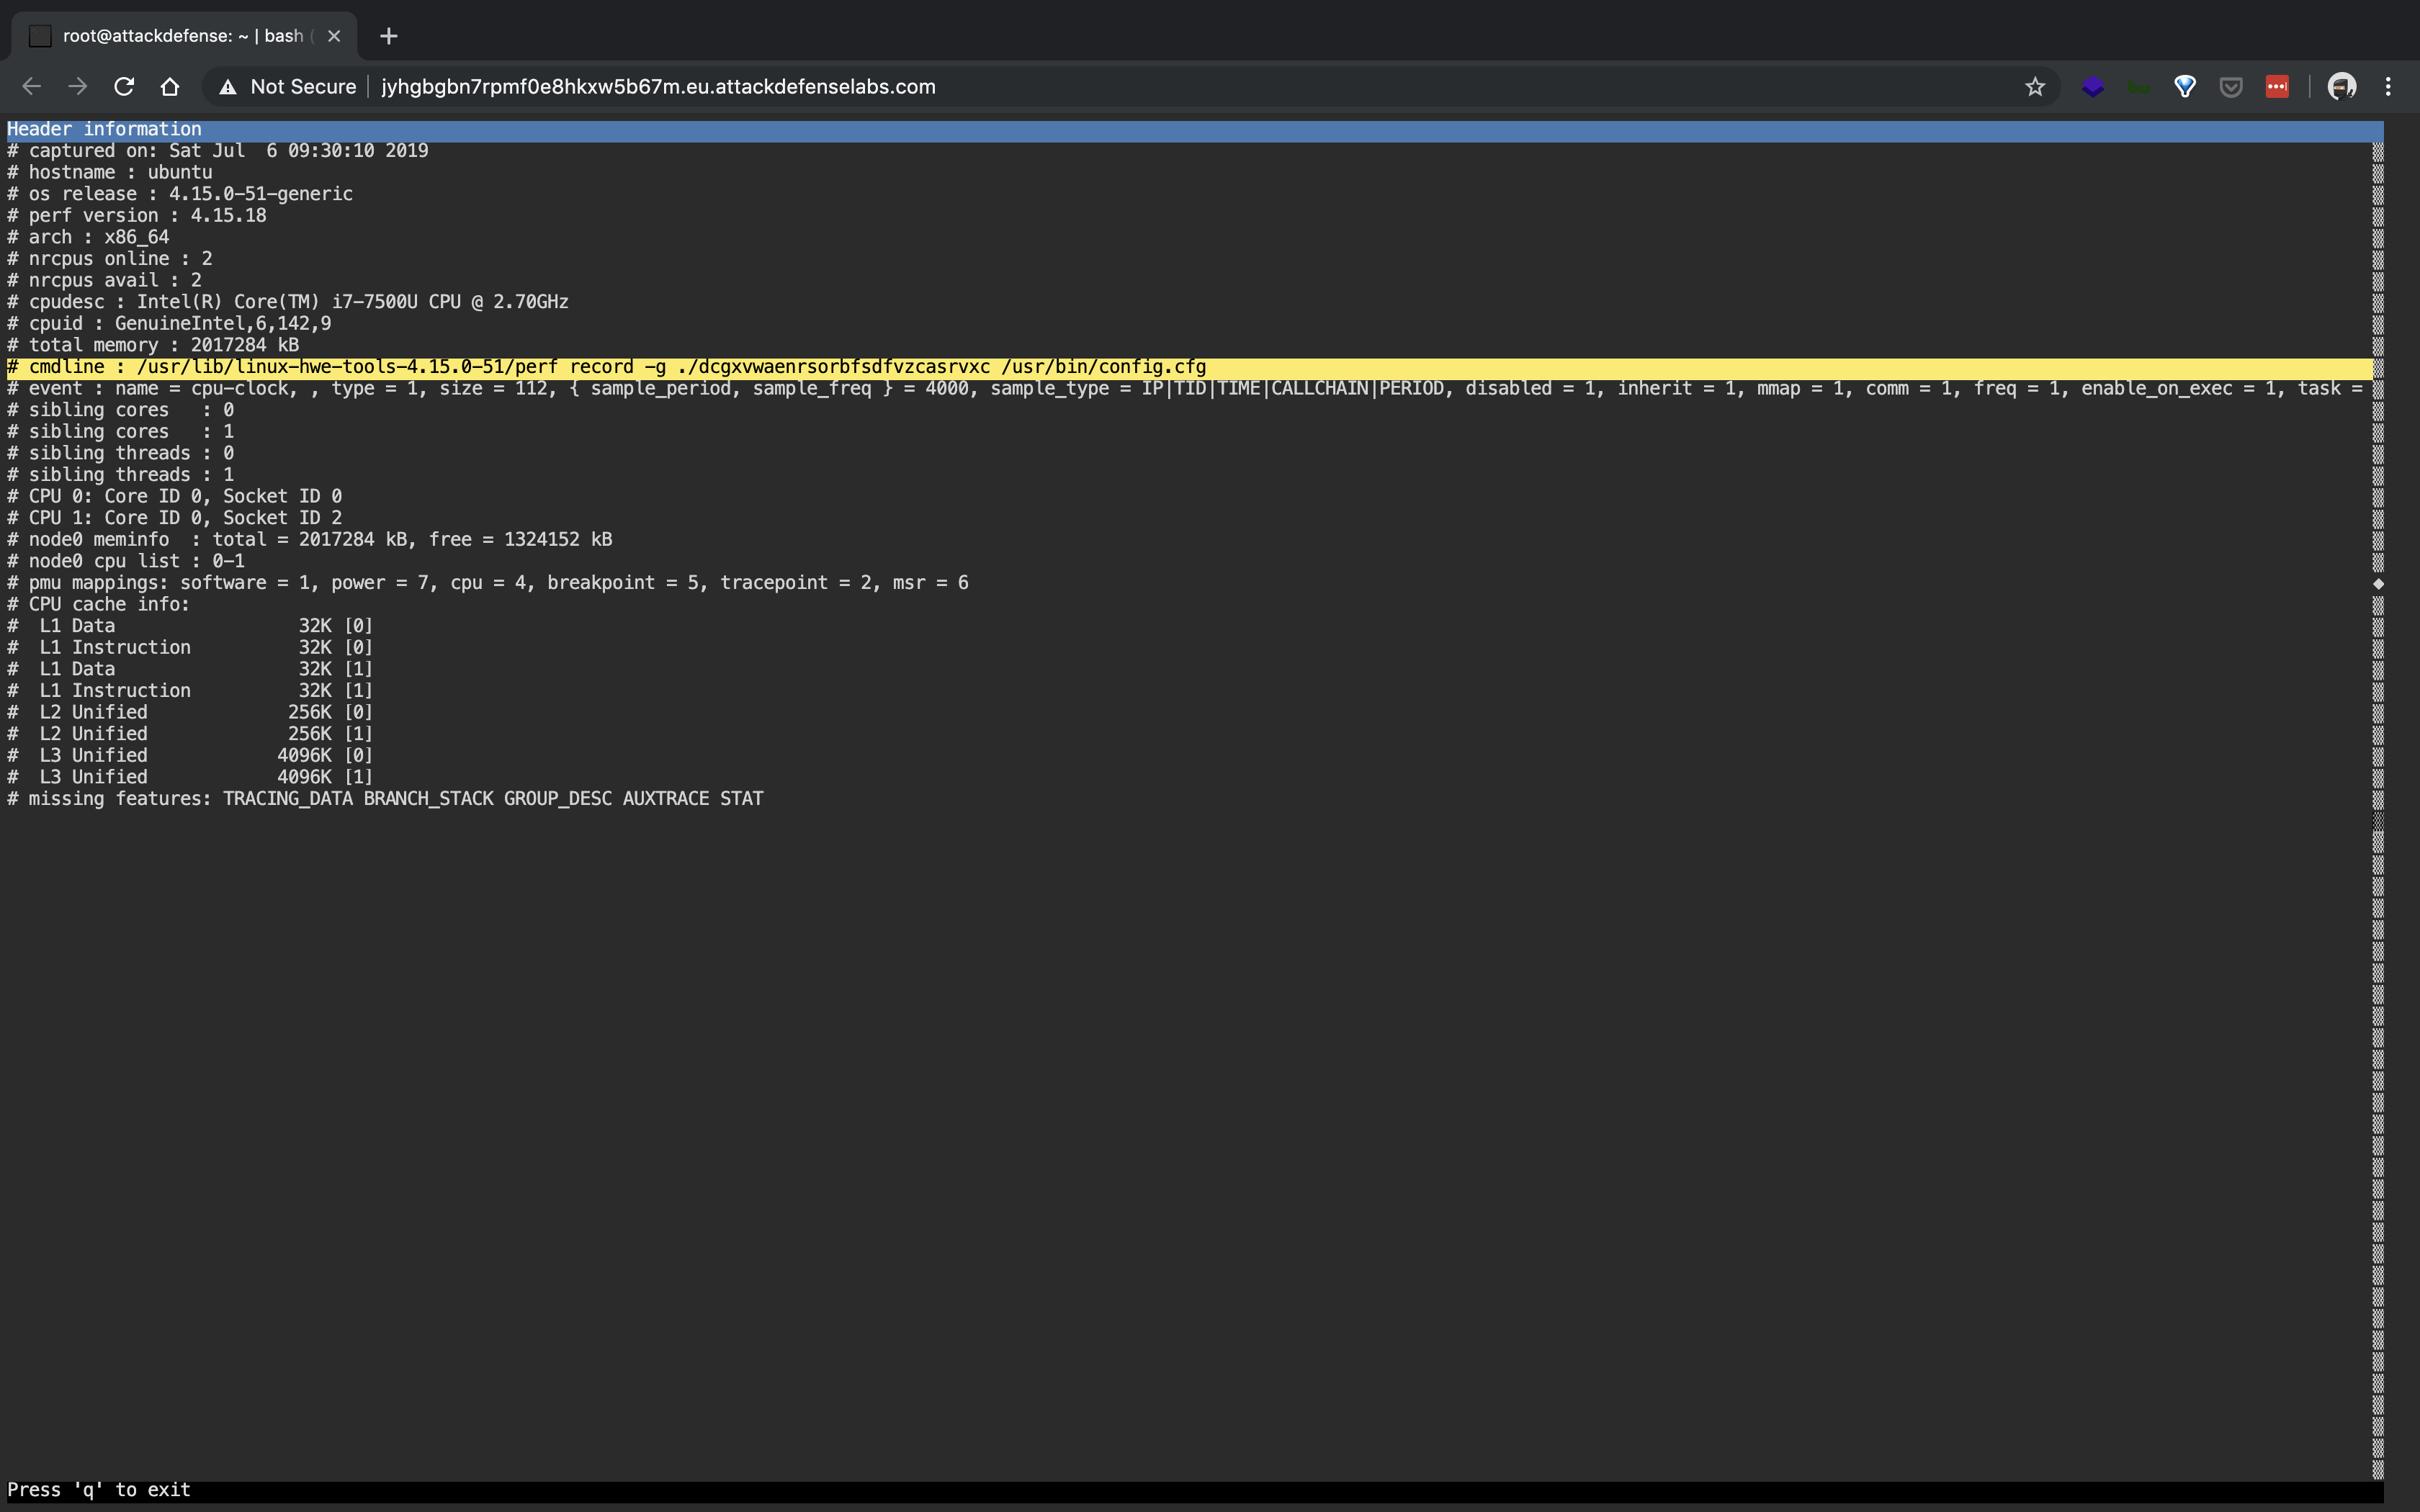 root@attackdefense: ~ | bash (
Not Secure
jyhgbgbn7rpmf0e8hkxw5b67m.eu.attackdefenselabs.com
Header information
# captured on: Sat Jul  6 09:30:10 2019
# hostname : ubuntu
# os release : 4.15.0-51-generic
# perf version : 4.15.18
# arch : x86_64
# nrcpus online : 2
# nrcpus avail : 2
# cpudesc : Intel(R) Core(TM) i7-7500U CPU @ 2.70GHz
# cpuid : GenuineIntel,6,142,9
# total memory : 2017284 kB
# cmdline : /usr/lib/linux-hwe-tools-4.15.0-51/perf record -g ./dcgxvwaenrsorbfsdfvzcasrvxc /usr/bin/config.cfg
# event : name = cpu-clock, , type = 1, size = 112, { sample_period, sample_freq } = 4000, sample_type = IP|TID|TIME|CALLCHAIN|PERIOD, disabled = 1, inherit = 1, mmap = 1, comm = 1, freq = 1, enable_on_exec = 1, task =
# sibling cores   : 0
# sibling cores   : 1
# sibling threads : 0
# sibling threads : 1
# CPU 0: Core ID 0, Socket ID 0
# CPU 1: Core ID 0, Socket ID 2
# node0 meminfo  : total = 2017284 kB, free = 1324152 kB
# node0 cpu list : 0-1
# pmu mappings: software = 1, power = 7, cpu = 4, breakpoint = 5, tracepoint = 2, msr = 6
# CPU cache info:
#  L1 Data                 32K [0]
#  L1 Instruction          32K [0]
#  L1 Data                 32K [1]
#  L1 Instruction          32K [1]
#  L2 Unified             256K [0]
#  L2 Unified             256K [1]
#  L3 Unified            4096K [0]
#  L3 Unified            4096K [1]
# missing features: TRACING_DATA BRANCH_STACK GROUP_DESC AUXTRACE STAT
Press 'q' to exit